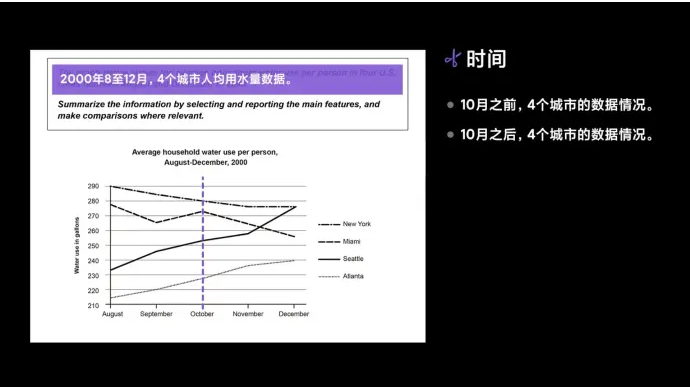 2000年8至12月，4个城市人均用水量数据。
Summarize the information by selecting and reporting the main features, and
make comparisons where relevant.
Average household water use per person,
August-December, 2000
Water use in gallons
290
280
270
260
250
240
230
220
210
August September October November December
New York
Miami
Seattle
Atlanta
时间
10月之前，4个城市的数据情况。
10月之后，4个城市的数据情况。